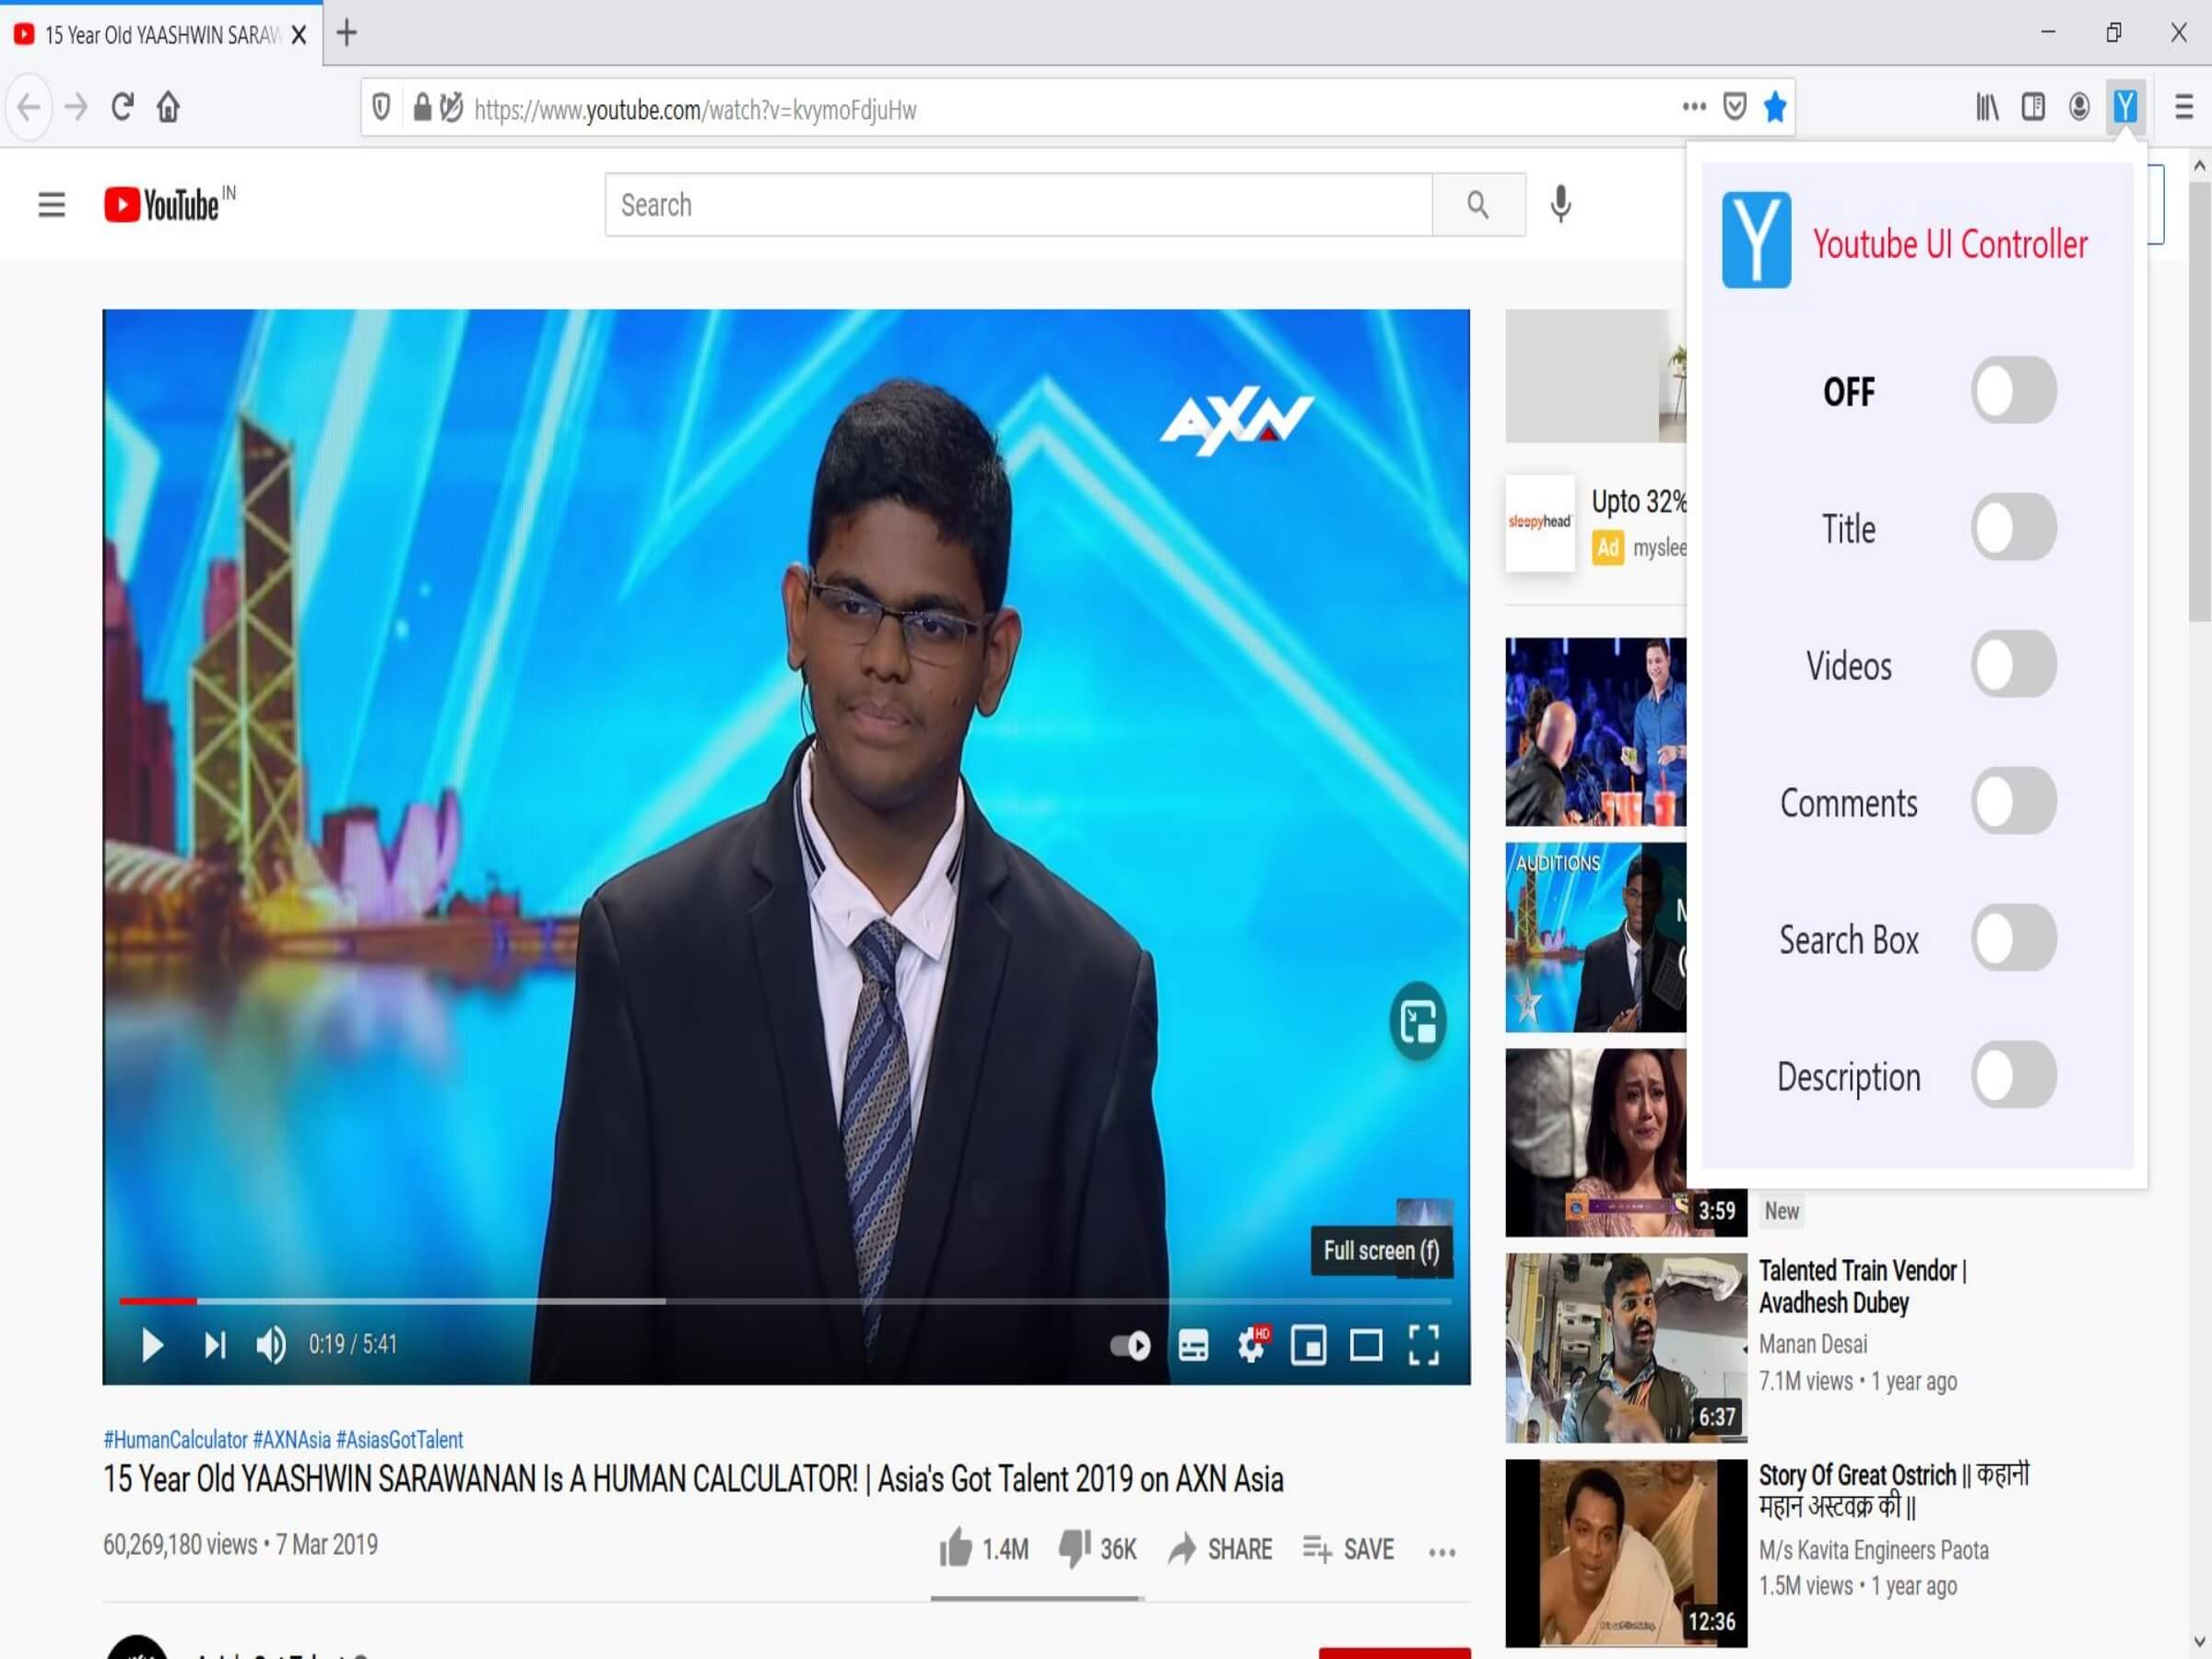 15 Year Old YAASHWIN SARAW
https://www.youtube.com/watch?v=kvymoFdjuHw
YouTube IN
Search
Y Youtube UI Controller
OFF
Title
Videos
Comments
Search Box
Description
AXN
Upto 32%
sleepyhead
Ad myslee
AUDITIONS
Full screen (f)
0:19 / 5:41
HD
3:59
New
Talented Train Vendor |
Avadhesh Dubey
Manan Desai
7.1M views • 1 year ago
6:37
Story Of Great Ostrich || कहानी
महान अस्टवक्र की ||
M/s Kavita Engineers Paota
1.5M views • 1 year ago
12:36
#HumanCalculator #AXNAsia #AsiasGotTalent
15 Year Old YAASHWIN SARAWANAN Is A HUMAN CALCULATOR! | Asia's Got Talent 2019 on AXN Asia
60,269,180 views • 7 Mar 2019
1.4M
36K
SHARE
SAVE